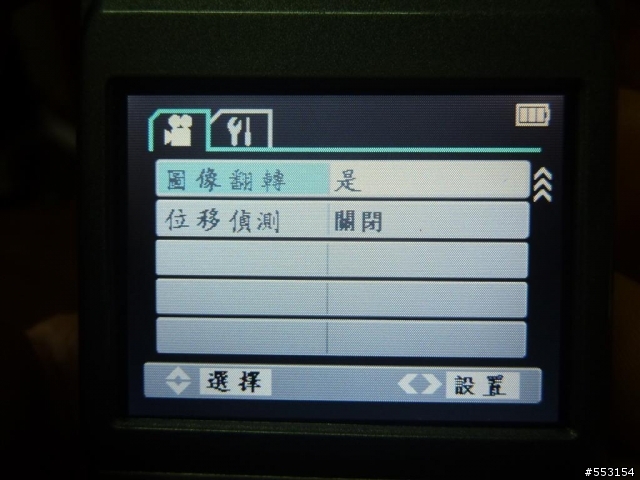 圖像翻轉 是
位移偵測 關閉
選擇 設置
#553154